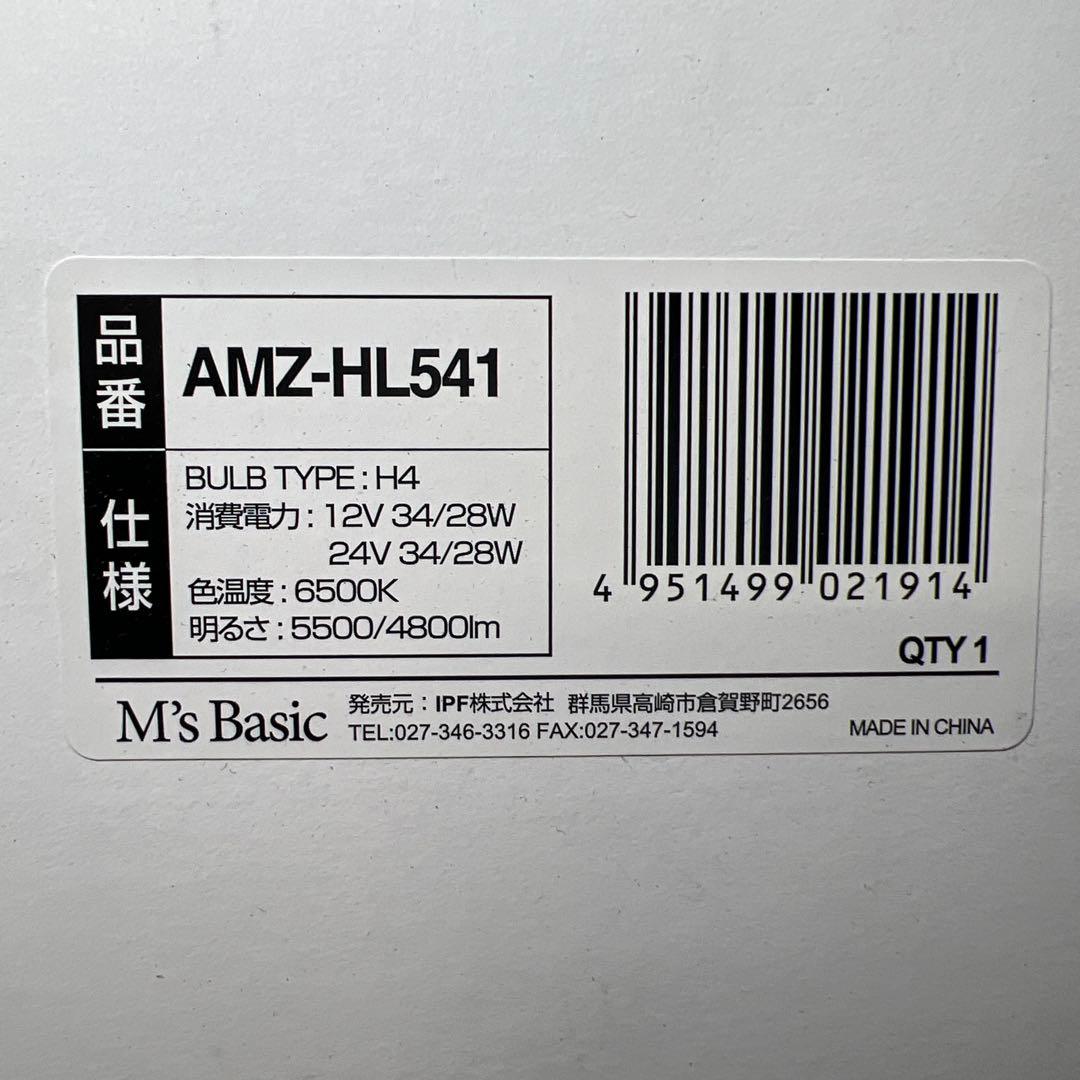 品番
AMZ-HL541
仕様
BULB TYPE : H4
消費電力 : 12V 34/28W
24V 34/28W
色温度 : 6500K
明るさ : 5500/4800lm
4 951499 021914
QTY 1
M's Basic
発売元 : IPF株式会社 群馬県高崎市倉賀野町2656
TEL:027-346-3316 FAX:027-347-1594
MADE IN CHINA